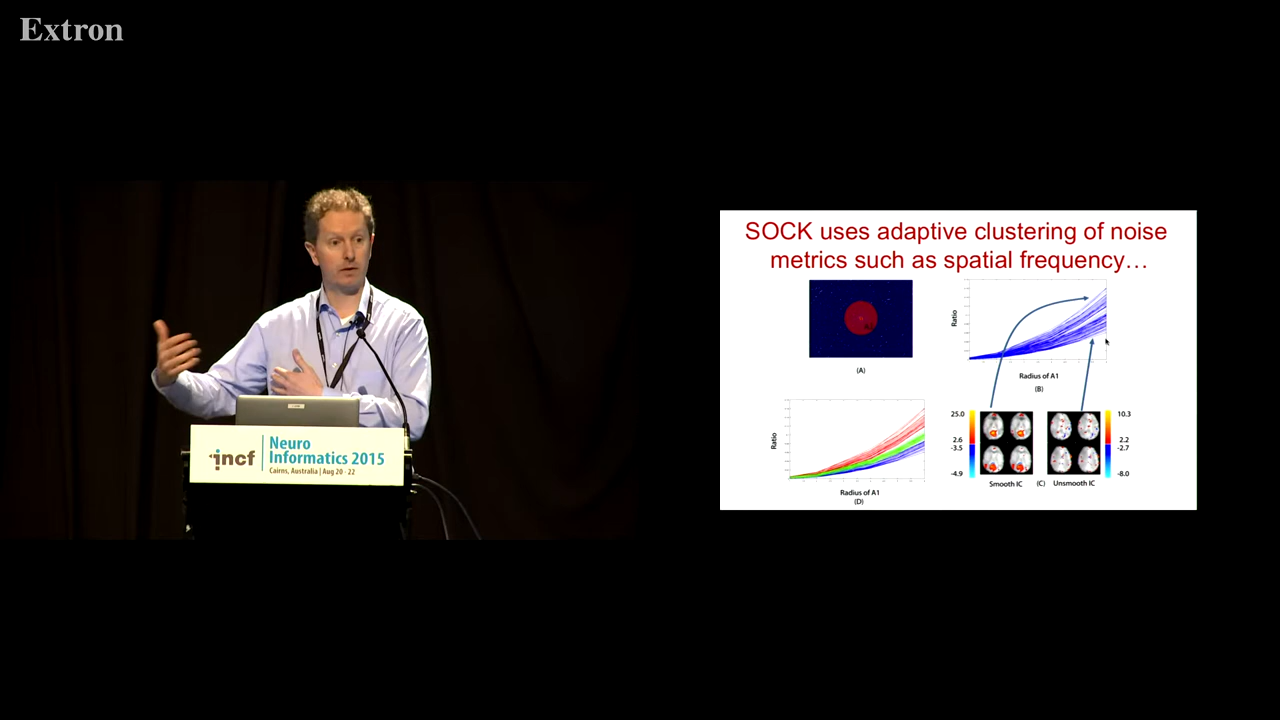 Extron
incf
Neuro
Informatics 2015
Cairns, Australia | Aug 20 - 22
SOCK uses adaptive clustering of noise
metrics such as spatial frequency…
(A)
Ratio
Radius of A1
(B)
Ratio
Radius of A1
(D)
25.0
2.6
-3.5
-4.9
10.3
2.2
-2.7
-8.0
Smooth IC
(C)
Unsmooth IC